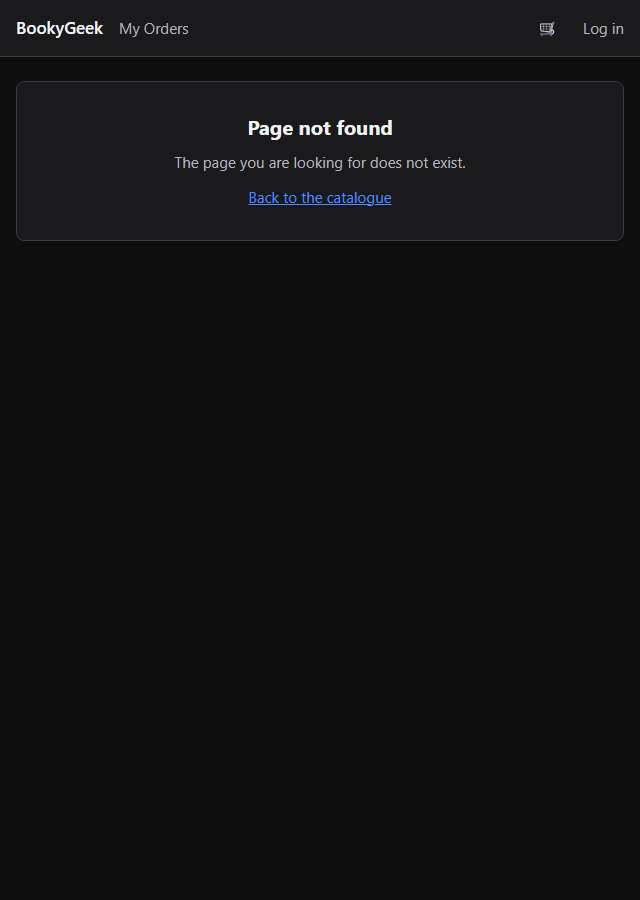 BookyGeek My Orders Log in
Page not found
The page you are looking for does not exist.
Back to the catalogue